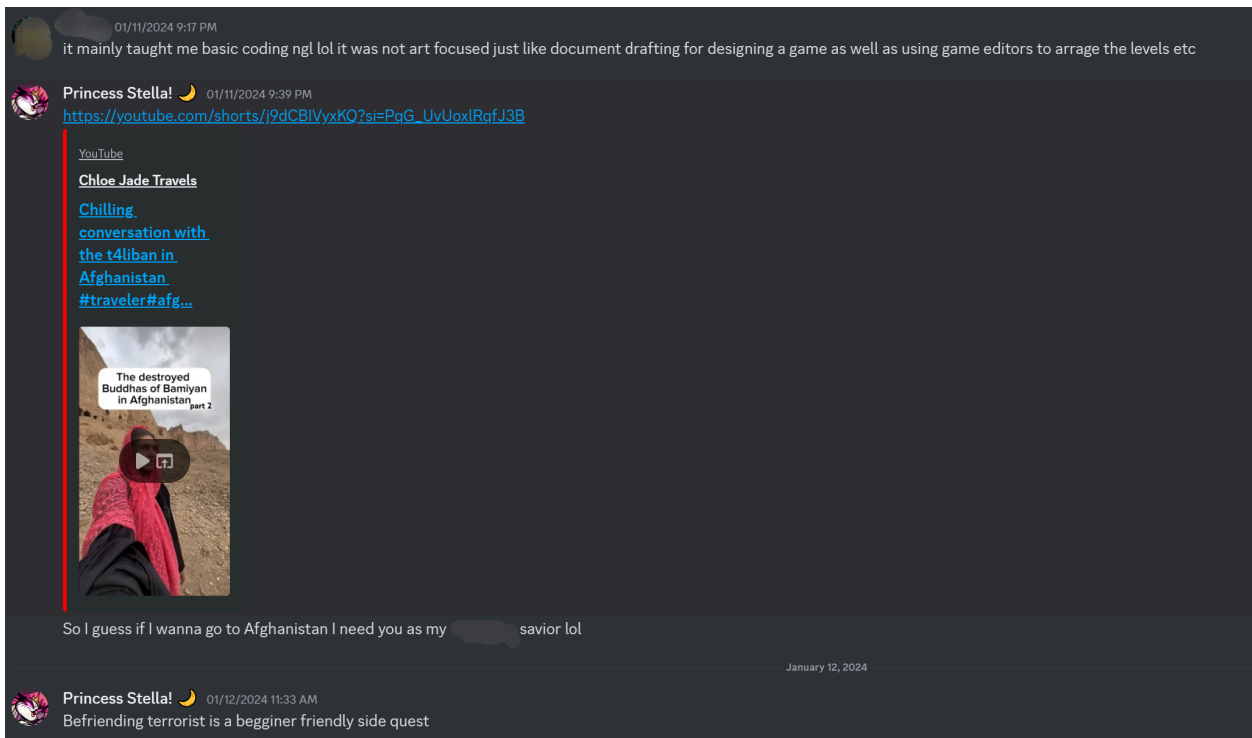 01/11/2024 9:17 PM
it mainly taught me basic coding ngl lol it was not art focused just like document drafting for designing a game as well as using game editors to arrage the levels etc
Princess Stella! 🌙 01/11/2024 9:39 PM
https://youtube.com/shorts/j9dCBIVyxKQ?si=PqG_UvUoxlRqfJ3B
YouTube
Chloe Jade Travels
Chilling
conversation with
the t4liban in
Afghanistan
#traveler#afg...
The destroyed
Buddhas of Bamiyan
in Afghanistan
part 2
So I guess if I wanna go to Afghanistan I need you as my savior lol
January 12, 2024
Princess Stella! 🌙 01/12/2024 11:33 AM
Befriending terrorist is a begginer friendly side quest